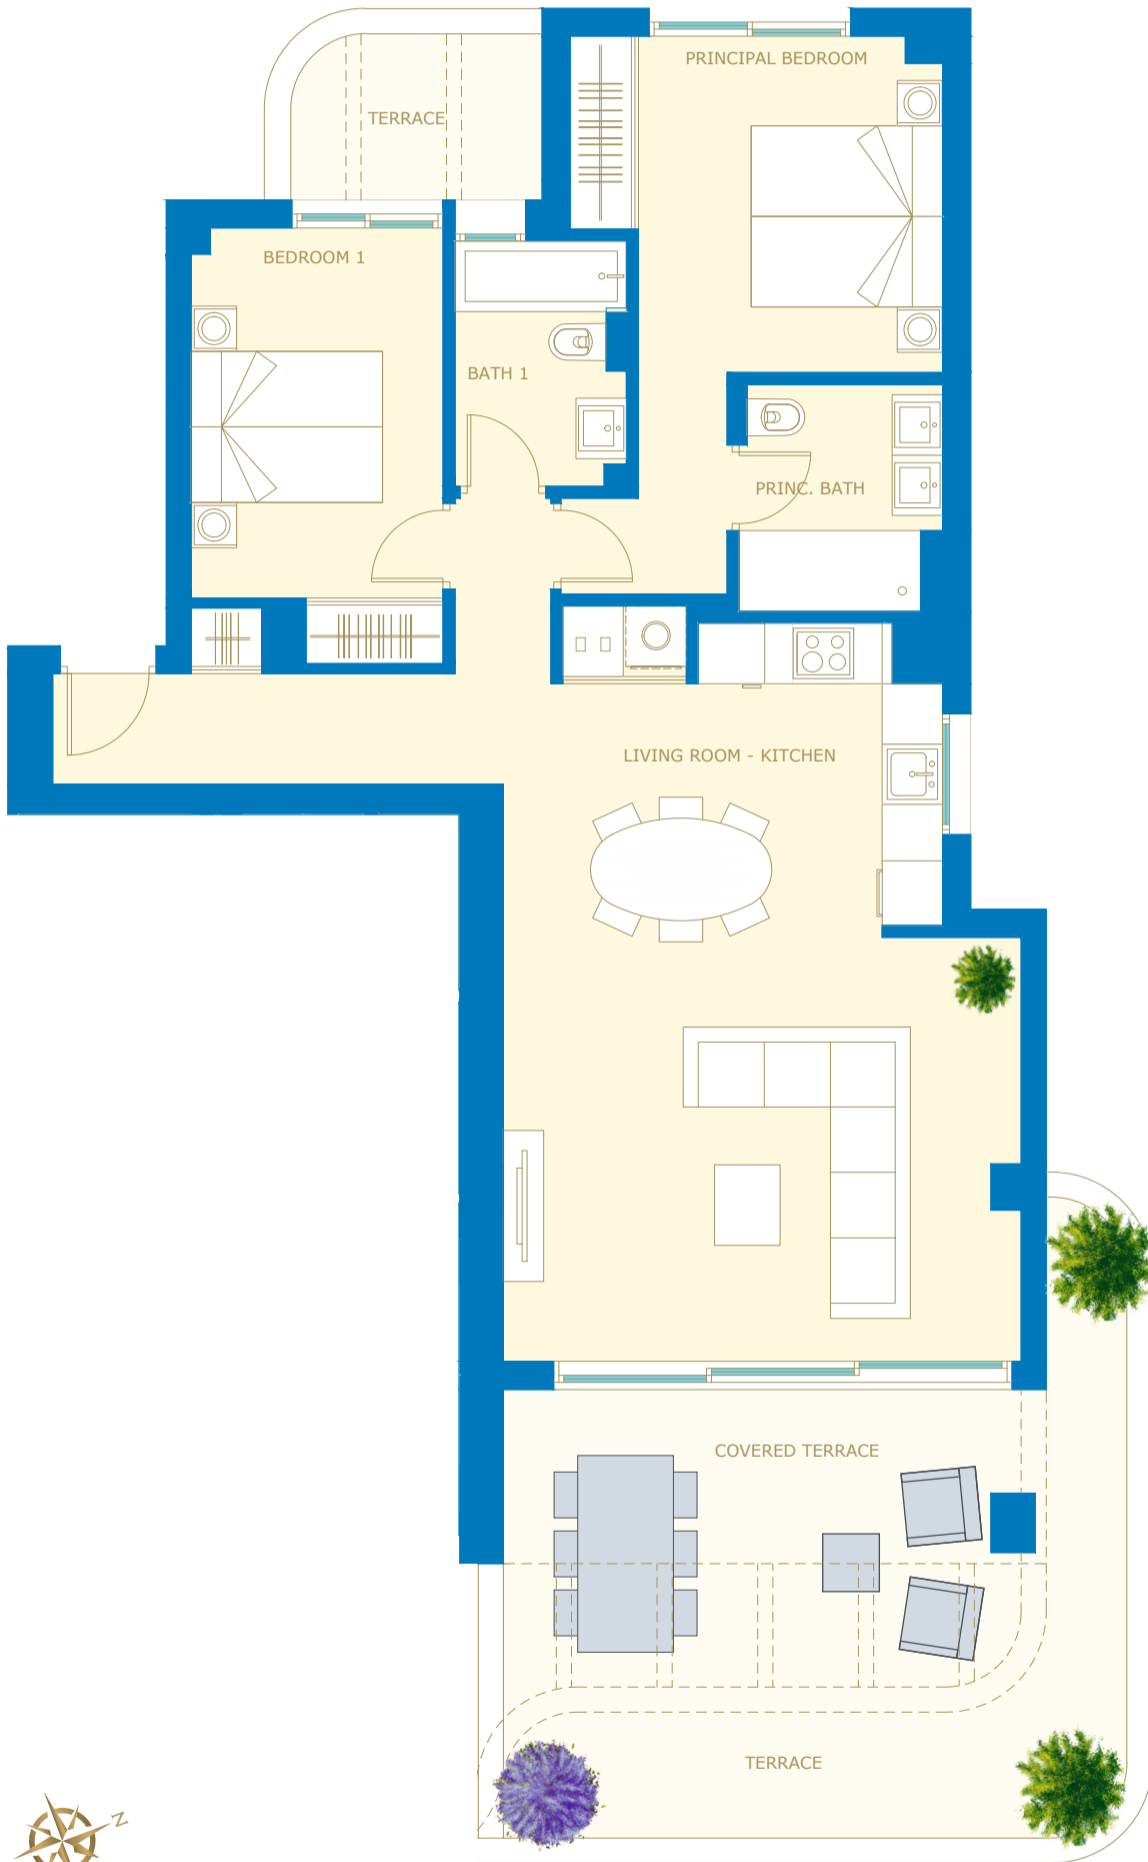 PRINCIPAL BEDROOM
TERRACE
BEDROOM 1
BATH 1
PRINC. BATH
LIVING ROOM - KITCHEN
COVERED TERRACE
TERRACE
N